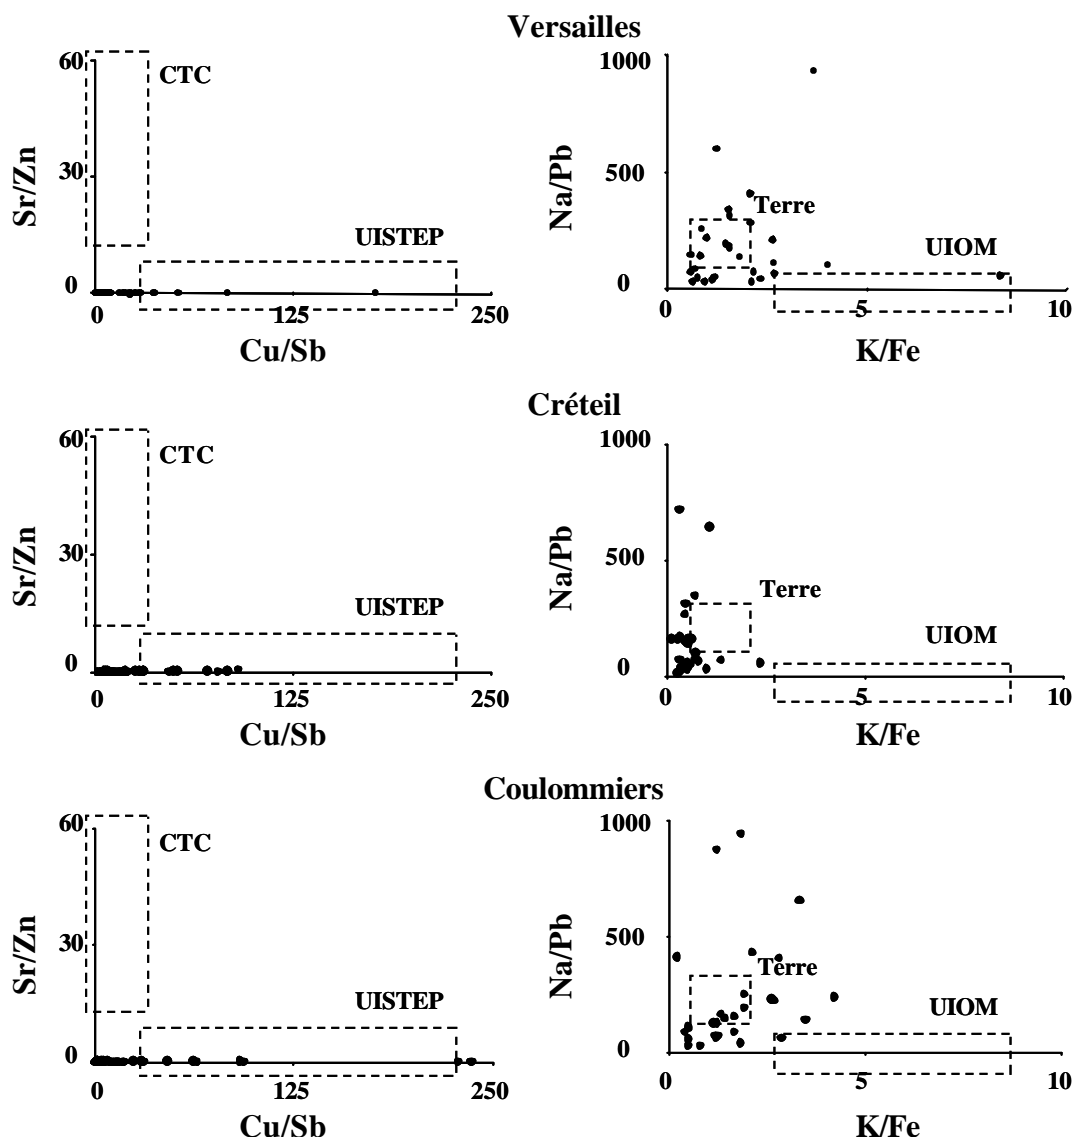 Versailles
60
CTC
30
Sr/Zn
UISTEP
0
0
125
250
Cu/Sb
1000
Na/Pb
500
Terre
UIOM
0
0
5
10
K/Fe
Créteil
60
CTC
30
Sr/Zn
UISTEP
0
0
125
250
Cu/Sb
1000
Na/Pb
500
Terre
UIOM
0
0
5
10
K/Fe
Coulommiers
60
CTC
30
Sr/Zn
UISTEP
0
0
125
250
Cu/Sb
1000
Na/Pb
500
Terre
UIOM
0
0
5
10
K/Fe